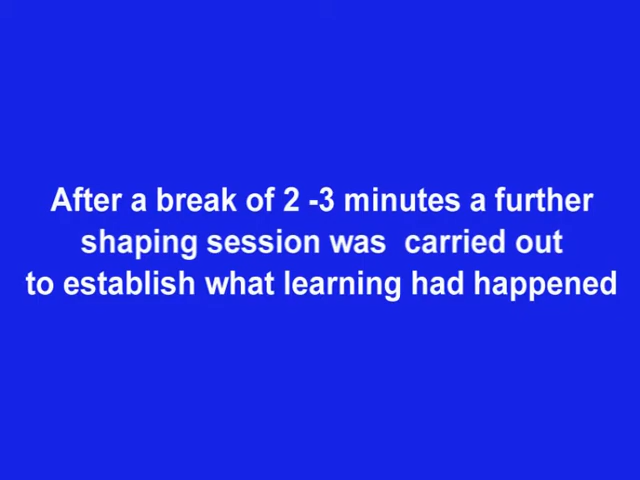 After a break of 2 -3 minutes a further
shaping session was  carried out
to establish what learning had happened